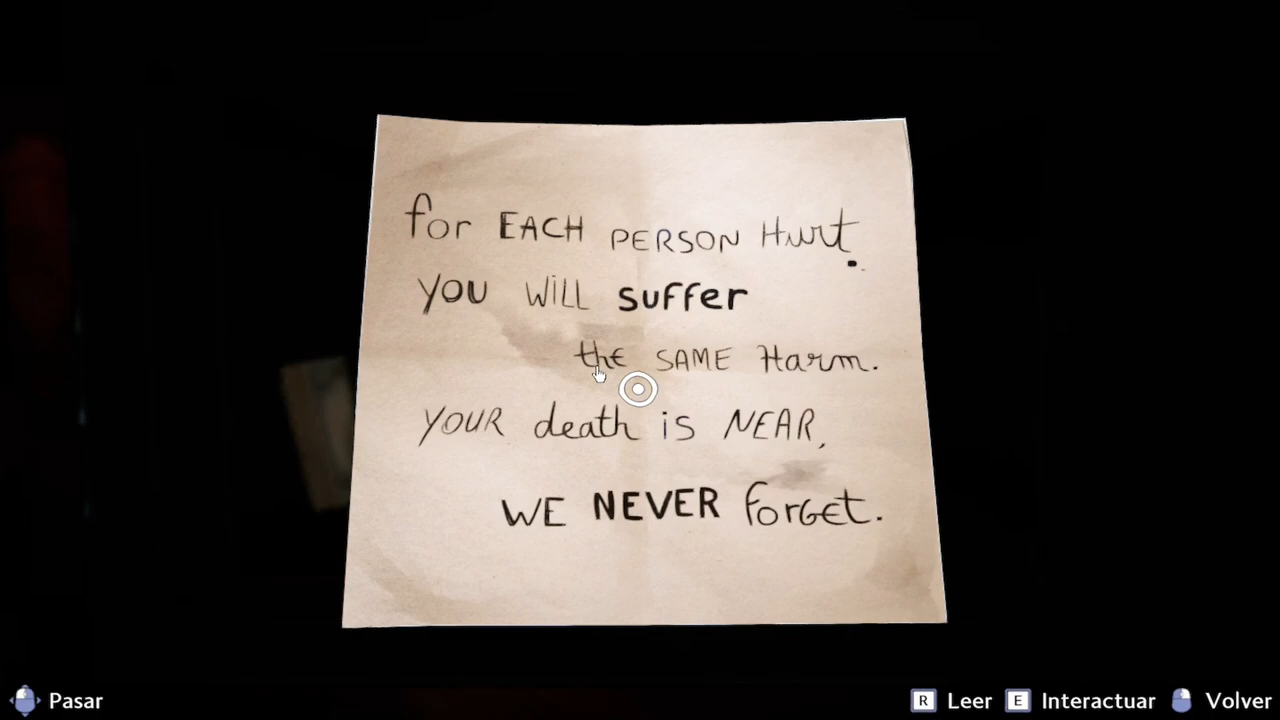 for EACH PERSON Hurt.
YOU WiLL suffer
the SAME Harm.
YOUR death is NEAR,
WE NEVER forGEt.
Pasar
R Leer E Interactuar Volver